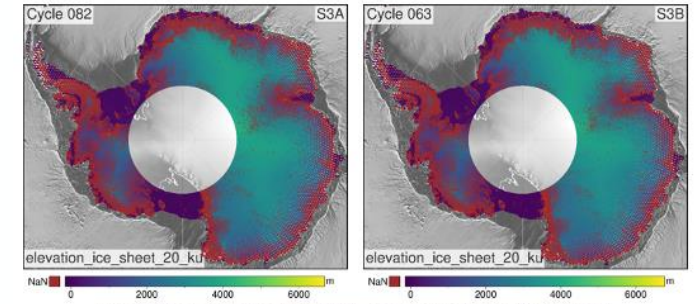 Cycle 082 S3A
elevation_ice_sheet_20_ku
NaN 0 2000 4000 6000 m
Cycle 063 S3B
elevation_ice_sheet_20_ku
NaN 0 2000 4000 6000 m